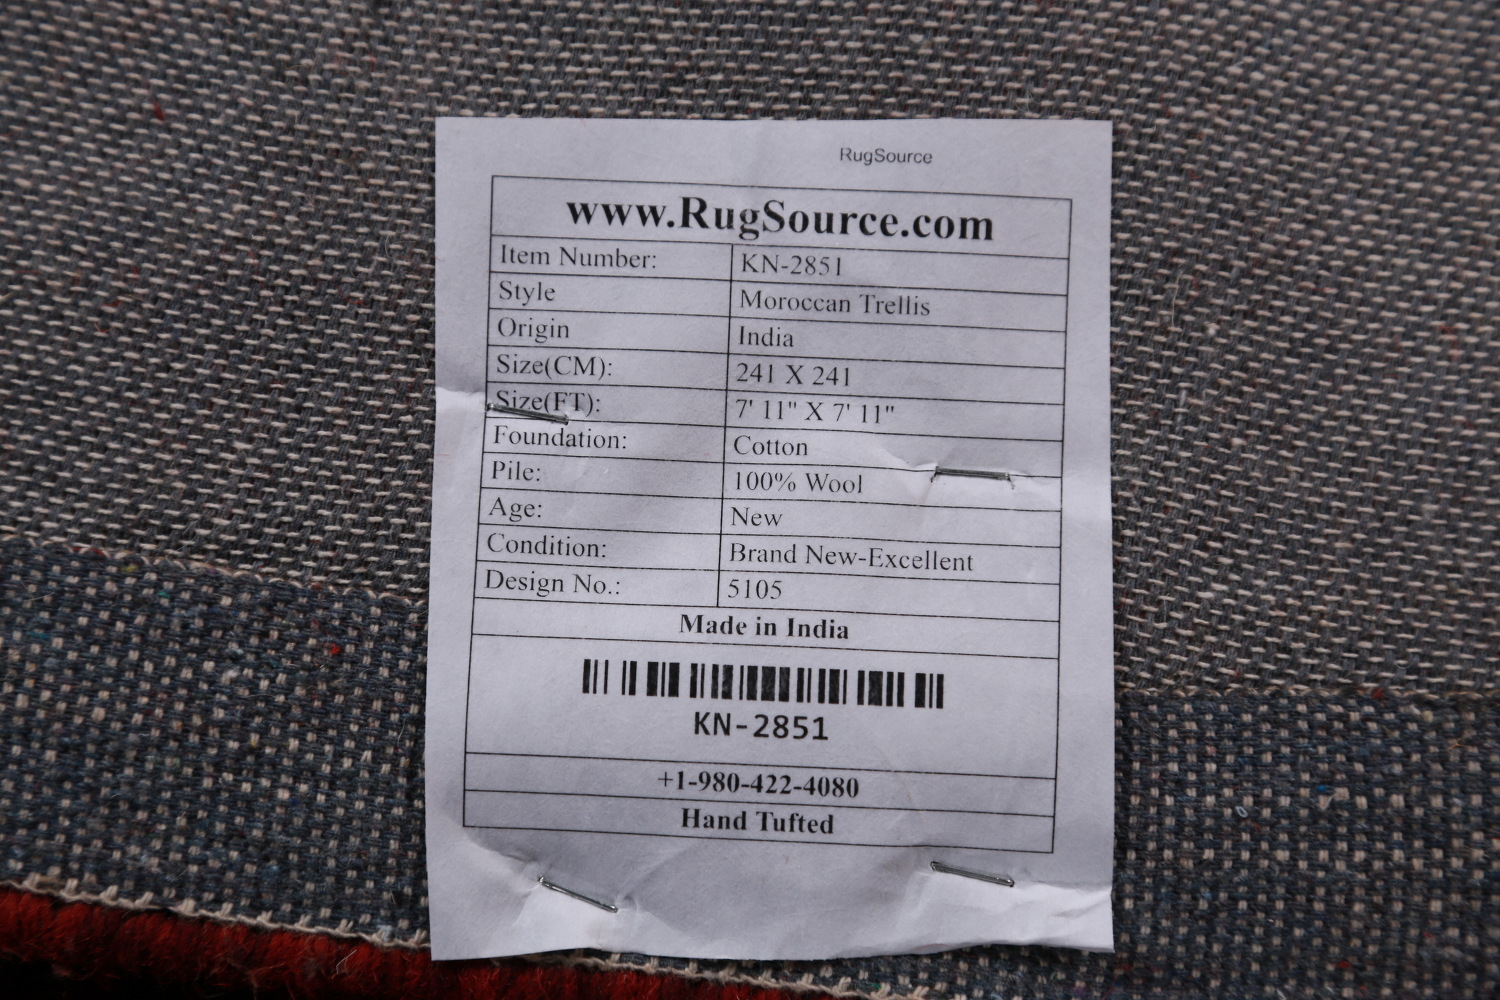 RugSource
www.RugSource.com
Item Number: KN-2851
Style Moroccan Trellis
Origin India
Size(CM): 241 X 241
Size(FT): 7' 11" X 7' 11"
Foundation: Cotton
Pile: 100% Wool
Age: New
Condition: Brand New-Excellent
Design No.: 5105
Made in India
KN-2851
+1-980-422-4080
Hand Tufted